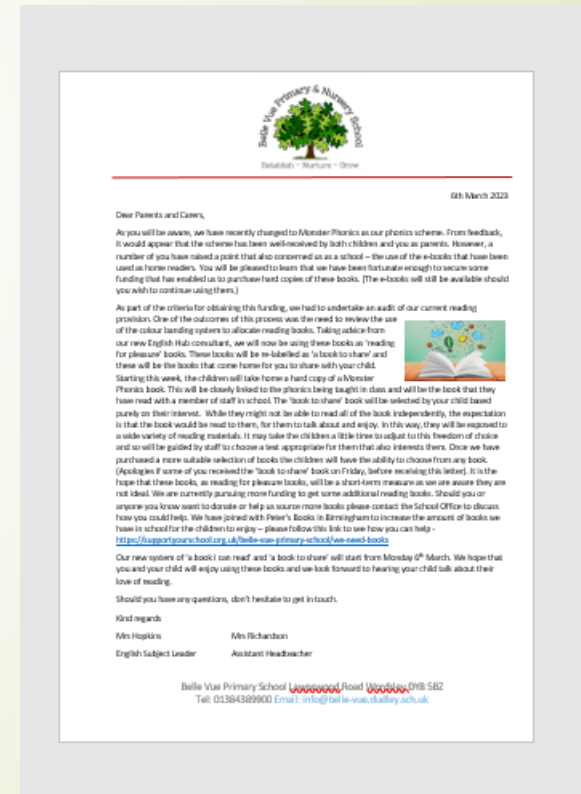 Belle Vue Primary & Nursery School
Establish - Nurture - Grow
6th March 2023
Dear Parents and Carers,
As you will be aware, we have recently changed to Monster Phonics as our phonics scheme. From feedback,
it would appear that the scheme has been well-received by both children and you as parents. However, a
number of you have raised a point that also concerned us as a school – the use of the e-books that have been
used as home readers. You will be pleased to learn that we have been fortunate enough to secure some
funding that has enabled us to purchase hard copies of these books. (The e-books will still be available should
you wish to continue using them.)
As part of the criteria for obtaining this funding, we had to undertake an audit of our current reading
provision. One of the outcomes of this process was the need to review the use
of the colour banding system to allocate reading books. Taking advice from
our new English Hub consultant, we will now be using these books as 'reading
for pleasure' books. These books will be re-labelled as 'a book to share' and
these will be the books that come home for you to share with your child.
Starting this week, the children will take home a hard copy of a Monster
Phonics book. This will be closely linked to the phonics being taught in class and will be the book that they
have read with a member of staff in school. The 'book to share' book will be selected by your child based
purely on their interest. While they might not be able to read all of the book independently, the expectation
is that the book would be read to them, for them to talk about and enjoy. In this way, they will be exposed to
a wide variety of reading materials. It may take the children a little time to adjust to this freedom of choice
and so will be guided by staff to choose a text appropriate for them that also interests them. Once we have
purchased a more suitable selection of books the children will have the ability to choose from any book.
(Apologies if some of you received the 'book to share' book on Friday, before receiving this letter). It is the
hope that these books, as reading for pleasure books, will be a short-term measure as we are aware they are
not ideal. We are currently pursuing more funding to get some additional reading books. Should you or
anyone you know want to donate or help us source more books please contact the School Office to discuss
how you could help. We have joined with Peter's Books in Birmingham to increase the amount of books we
have in school for the children to enjoy – please follow this link to see how you can help -
https://supportyourschool.org.uk/belle-vue-primary-school/we-need-books
Our new system of 'a book I can read' and 'a book to share' will start from Monday 6th March. We hope that
you and your child will enjoy using these books and we look forward to hearing your child talk about their
love of reading.
Should you have any questions, don't hesitate to get in touch.
Kind regards
Mrs Hopkins Mrs Richardson
English Subject Leader Assistant Headteacher
Belle Vue Primary School Lawnswood Road Wordsley DY8 5BZ
Tel: 01384389900 Email: info@belle-vue.dudley.sch.uk